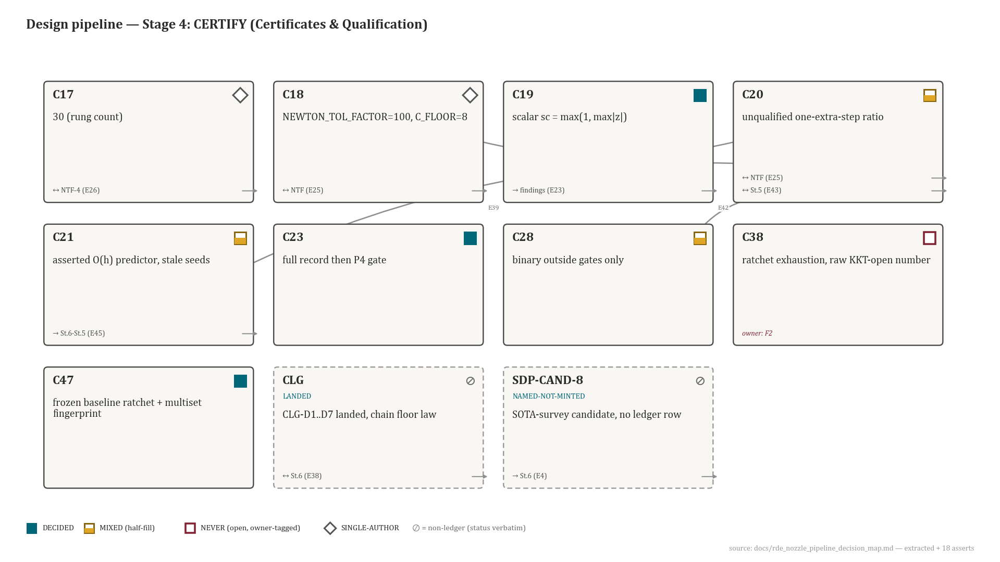 Design pipeline — Stage 4: CERTIFY (Certificates & Qualification)
C17
30 (rung count)
↔ NTF-4 (E26)
C18
NEWTON_TOL_FACTOR=100, C_FLOOR=8
↔ NTF (E25)
C19
scalar sc = max(1, max|z|)
→ findings (E23)
C20
unqualified one-extra-step ratio
↔ NTF (E25)
↔ St.5 (E43)
E39
E42
C21
asserted O(h) predictor, stale seeds
→ St.6·St.5 (E45)
C23
full record then P4 gate
C28
binary outside gates only
C38
ratchet exhaustion, raw KKT-open number
owner: F2
C47
frozen baseline ratchet + multiset
fingerprint
CLG
LANDED
CLG-D1..D7 landed, chain floor law
↔ St.6 (E38)
SDP-CAND-8
NAMED-NOT-MINTED
SOTA-survey candidate, no ledger row
→ St.6 (E4)
DECIDED
MIXED (half-fill)
NEVER (open, owner-tagged)
SINGLE-AUTHOR
∅ = non-ledger (status verbatim)
source: docs/rde_nozzle_pipeline_decision_map.md — extracted + 18 asserts